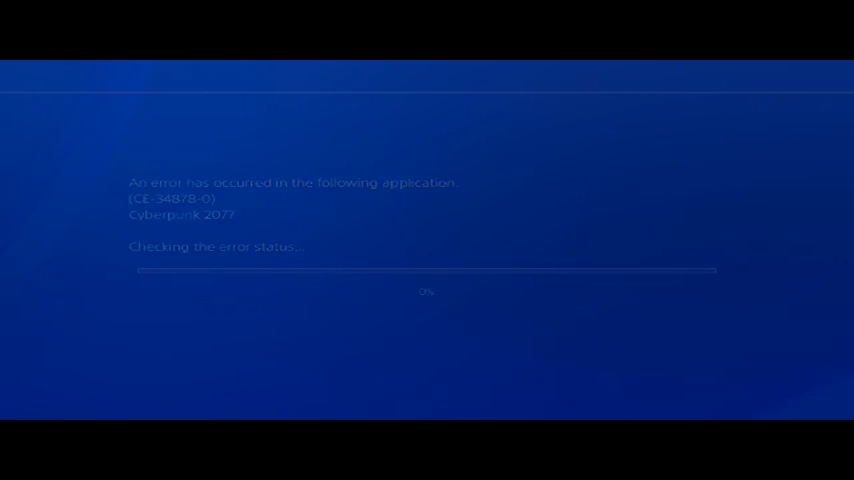 An error has occurred in the following application.
(CE-34878-0)
Cyberpunk 2077
Checking the error status...
0%